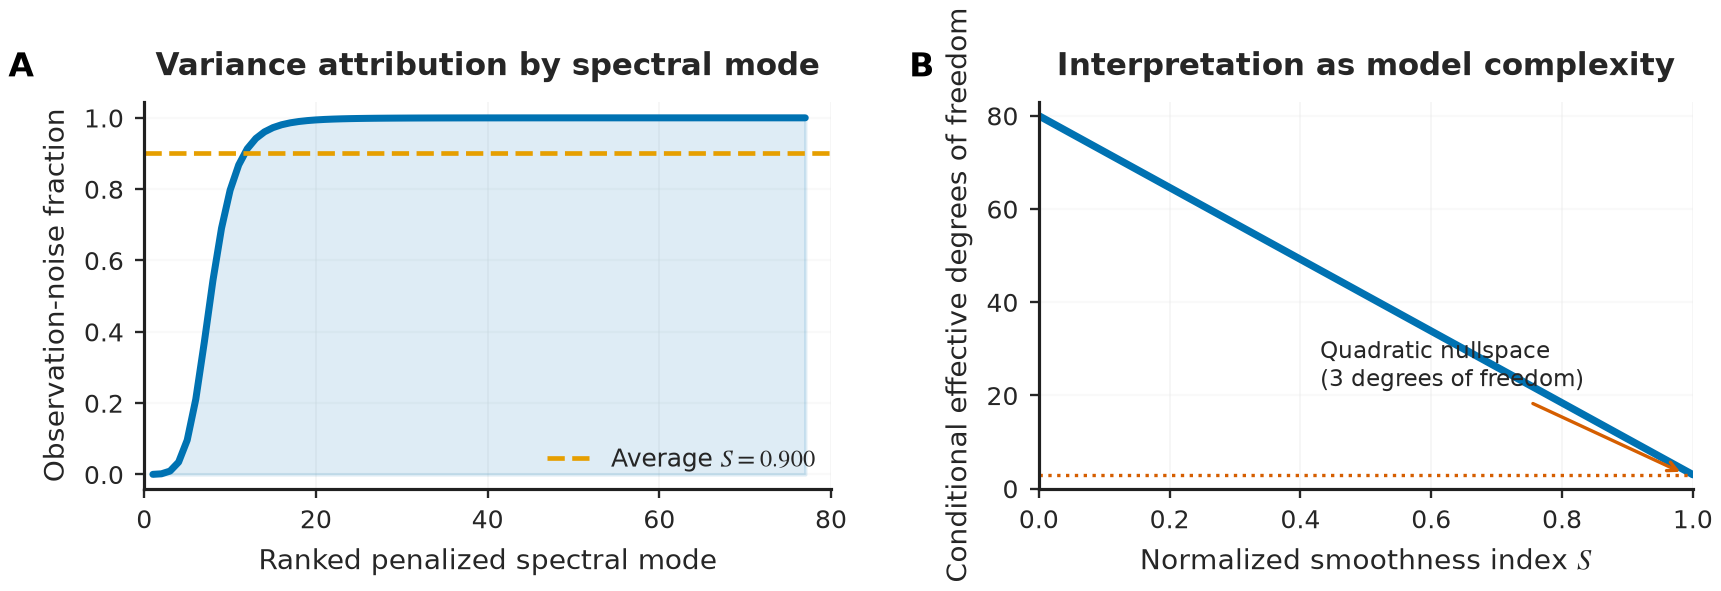 A
Variance attribution by spectral mode
Observation-noise fraction
1.0
0.8
0.6
0.4
0.2
0.0
Average S = 0.900
0 20 40 60 80
Ranked penalized spectral mode
B
Interpretation as model complexity
Conditional effective degrees of freedom
80
60
40
20
0
Quadratic nullspace
(3 degrees of freedom)
0.0 0.2 0.4 0.6 0.8 1.0
Normalized smoothness index S